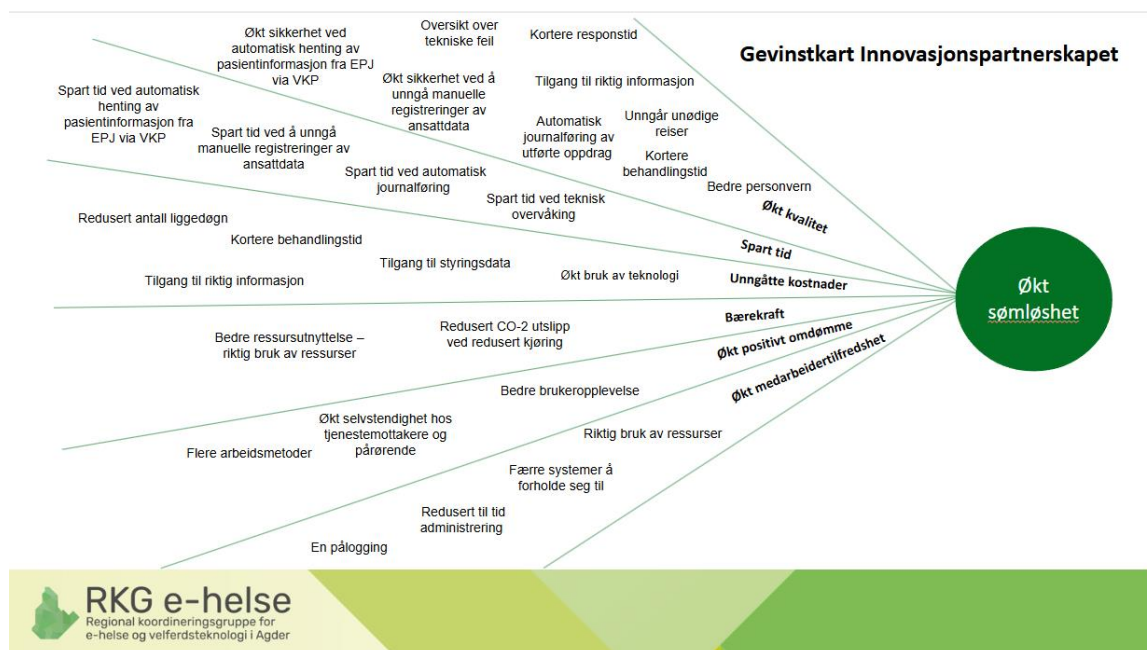 Gevinstkart Innovasjonspartnerskapet
Økt sikkerhet ved
automatisk henting av
pasientinformasjon fra EPJ
via VKP
Oversikt over
tekniske feil
Kortere responstid
Økt sikkerhet ved å
unngå manuelle
registreringer av
ansattdata
Tilgang til riktig informasjon
Automatisk
journalføring av
utførte oppdrag
Unngår unødige
reiser
Kortere
behandlingstid
Bedre personvern
Økt kvalitet
Spart tid ved automatisk
henting av
pasientinformasjon fra
EPJ via VKP
Spart tid ved å unngå
manuelle registreringer av
ansattdata
Spart tid ved automatisk
journalføring
Spart tid ved teknisk
overvåking
Spart tid
Redusert antall liggedøgn
Kortere behandlingstid
Tilgang til riktig informasjon
Tilgang til styringsdata
Økt bruk av teknologi
Unngåtte kostnader
Bedre ressursutnyttelse –
riktig bruk av ressurser
Redusert CO-2 utslipp
ved redusert kjøring
Bærekraft
Flere arbeidsmetoder
Økt selvstendighet hos
tjenestemottakere og
pårørende
Bedre brukeropplevelse
Økt positivt omdømme
En pålogging
Redusert til tid
administrering
Færre systemer å
forholde seg til
Riktig bruk av ressurser
Økt medarbeidertilfredshet
Økt
sømløshet
RKG e-helse
Regional koordineringsgruppe for
e-helse og velferdsteknologi i Agder